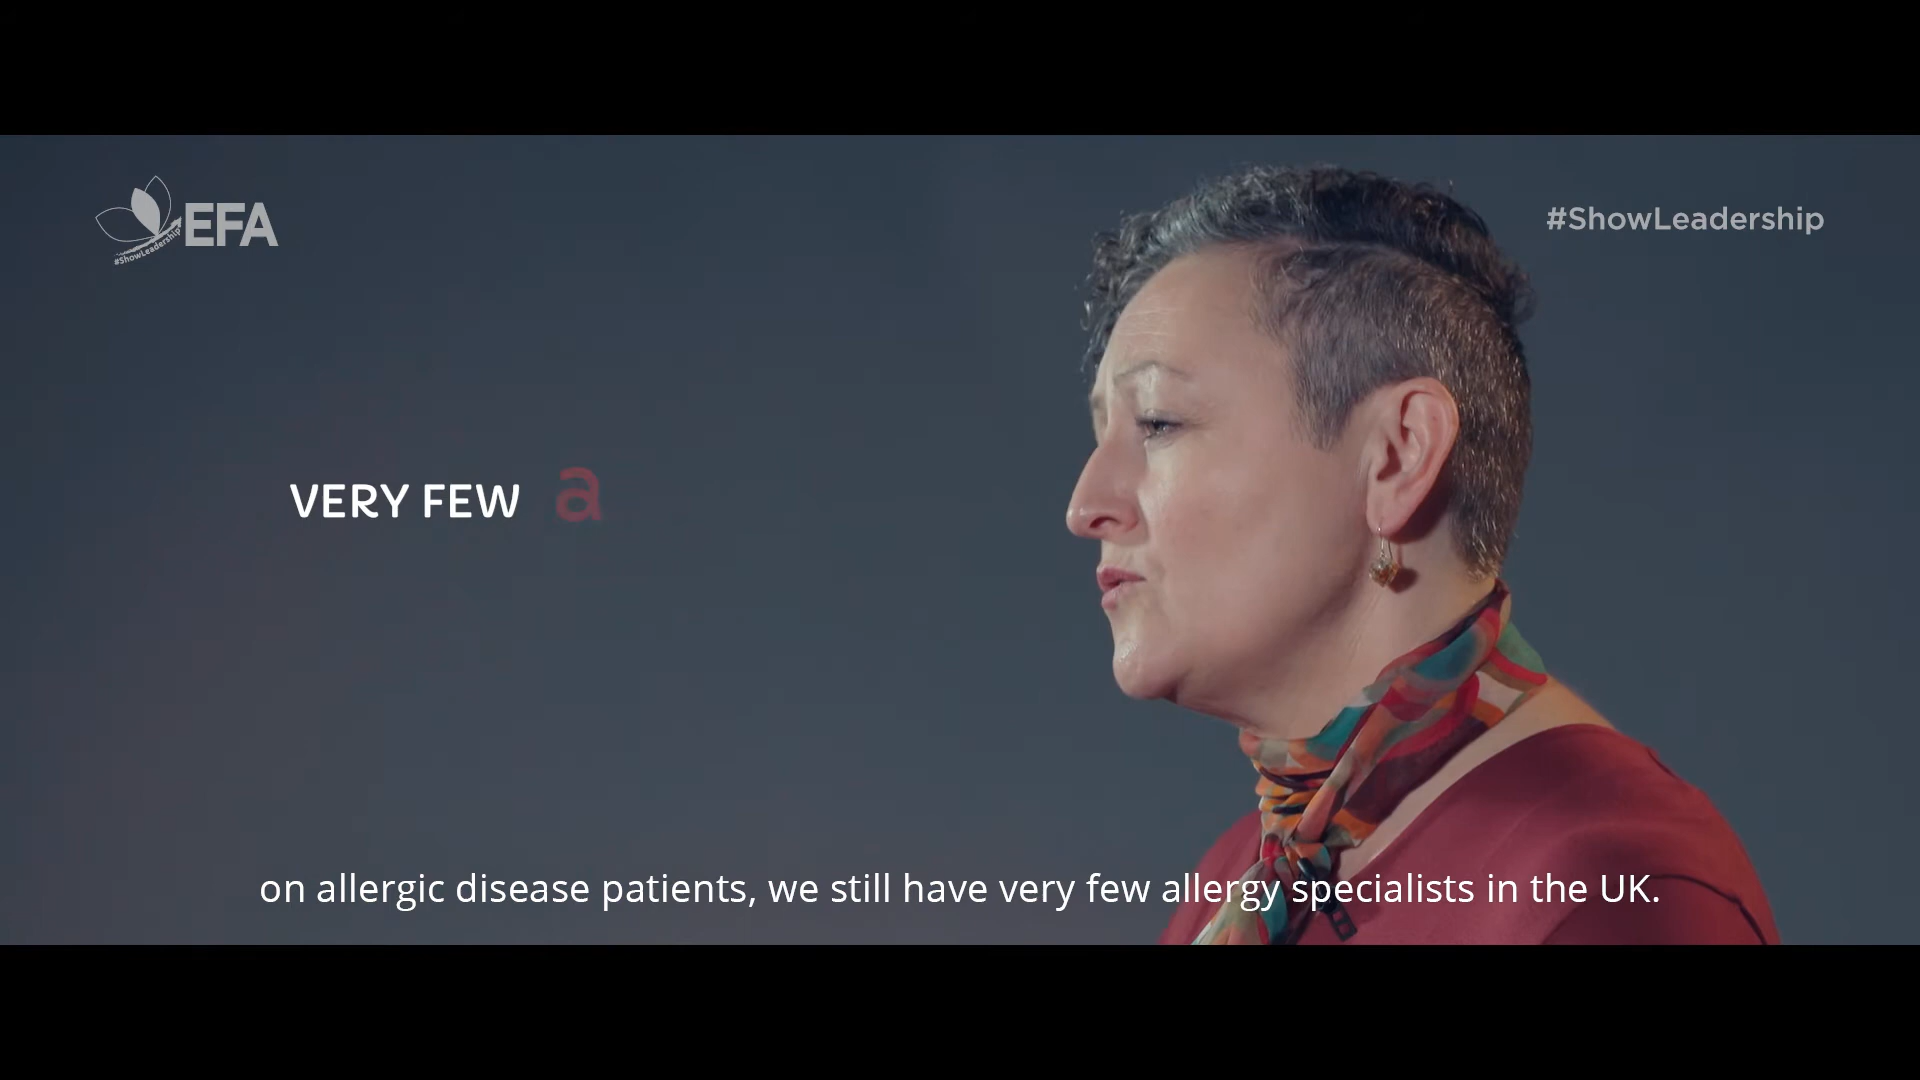 EFA
#ShowLeadership
#ShowLeadership
VERY FEW a
on allergic disease patients, we still have very few allergy specialists in the UK.